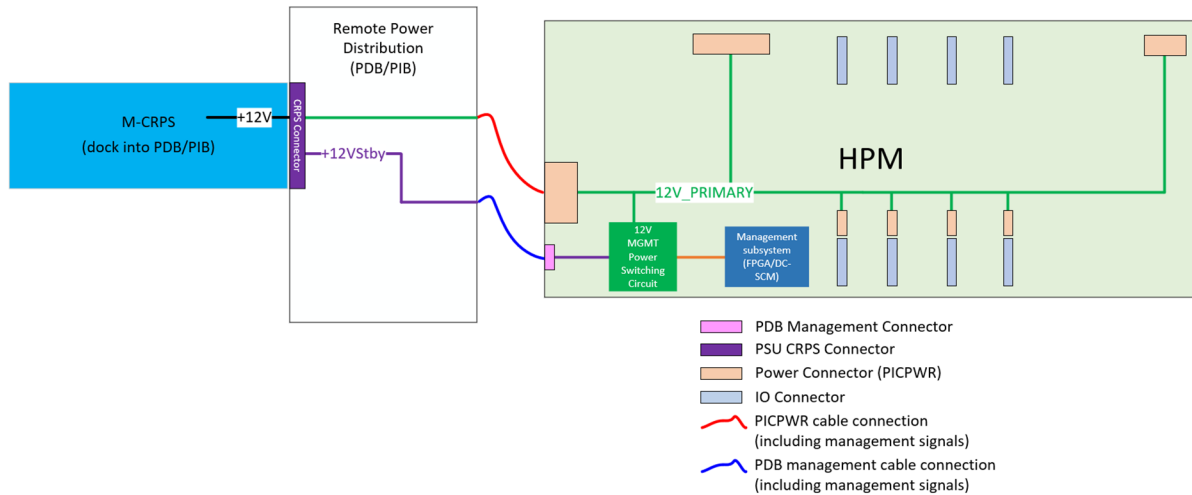 Remote Power
Distribution
(PDB/PIB)
M-CRPS
(dock into PDB/PIB)
+12V
CRPS Connector
+12VStby
HPM
12V_PRIMARY
12V
MGMT
Power
Switching
Circuit
Management
subsystem
(FPGA/DC-
SCM)
PDB Management Connector
PSU CRPS Connector
Power Connector (PICPWR)
IO Connector
PICPWR cable connection
(including management signals)
PDB management cable connection
(including management signals)